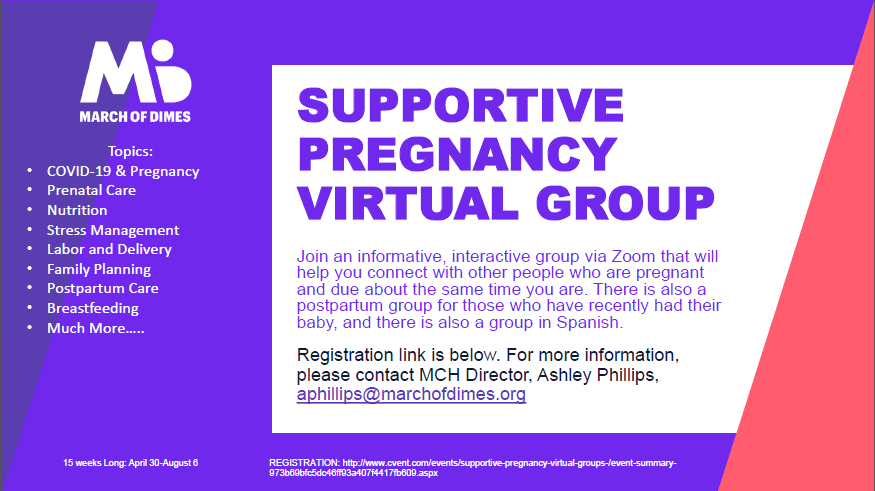 MARCH OF DIMES
Topics:
• COVID-19 & Pregnancy
• Prenatal Care
• Nutrition
• Stress Management
• Labor and Delivery
• Family Planning
• Postpartum Care
• Breastfeeding
• Much More…..
15 weeks Long: April 30-August 6
SUPPORTIVE
PREGNANCY
VIRTUAL GROUP
Join an informative, interactive group via Zoom that will
help you connect with other people who are pregnant
and due about the same time you are. There is also a
postpartum group for those who have recently had their
baby, and there is also a group in Spanish.
Registration link is below. For more information,
please contact MCH Director, Ashley Phillips,
aphillips@marchofdimes.org
REGISTRATION: http://www.cvent.com/events/supportive-pregnancy-virtual-groups-/event-summary-
973b69bfc5dc46ff93a407f4417fb609.aspx